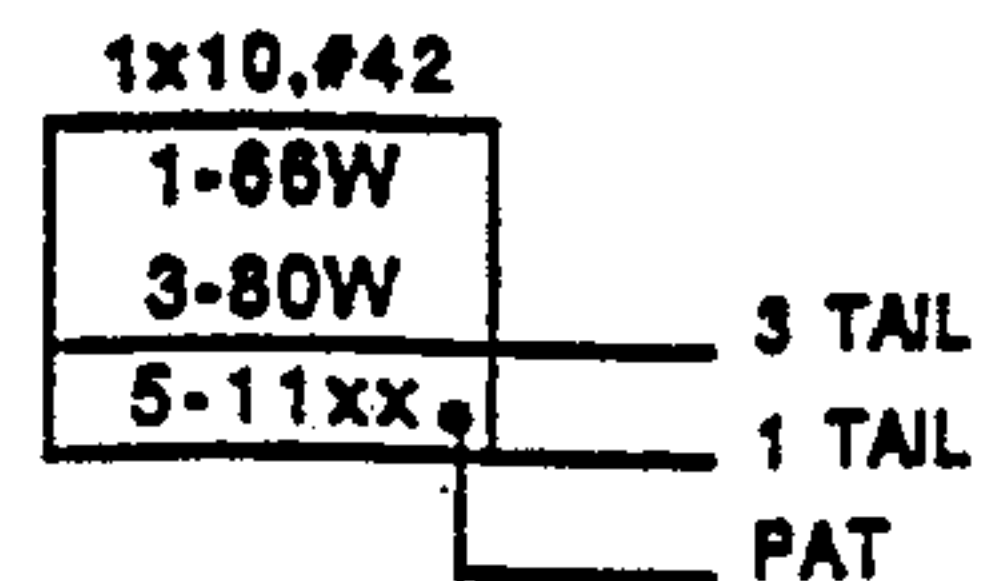 1x10,#42
1-66W
3-80W
5-11xx
3 TAIL
1 TAIL
PAT